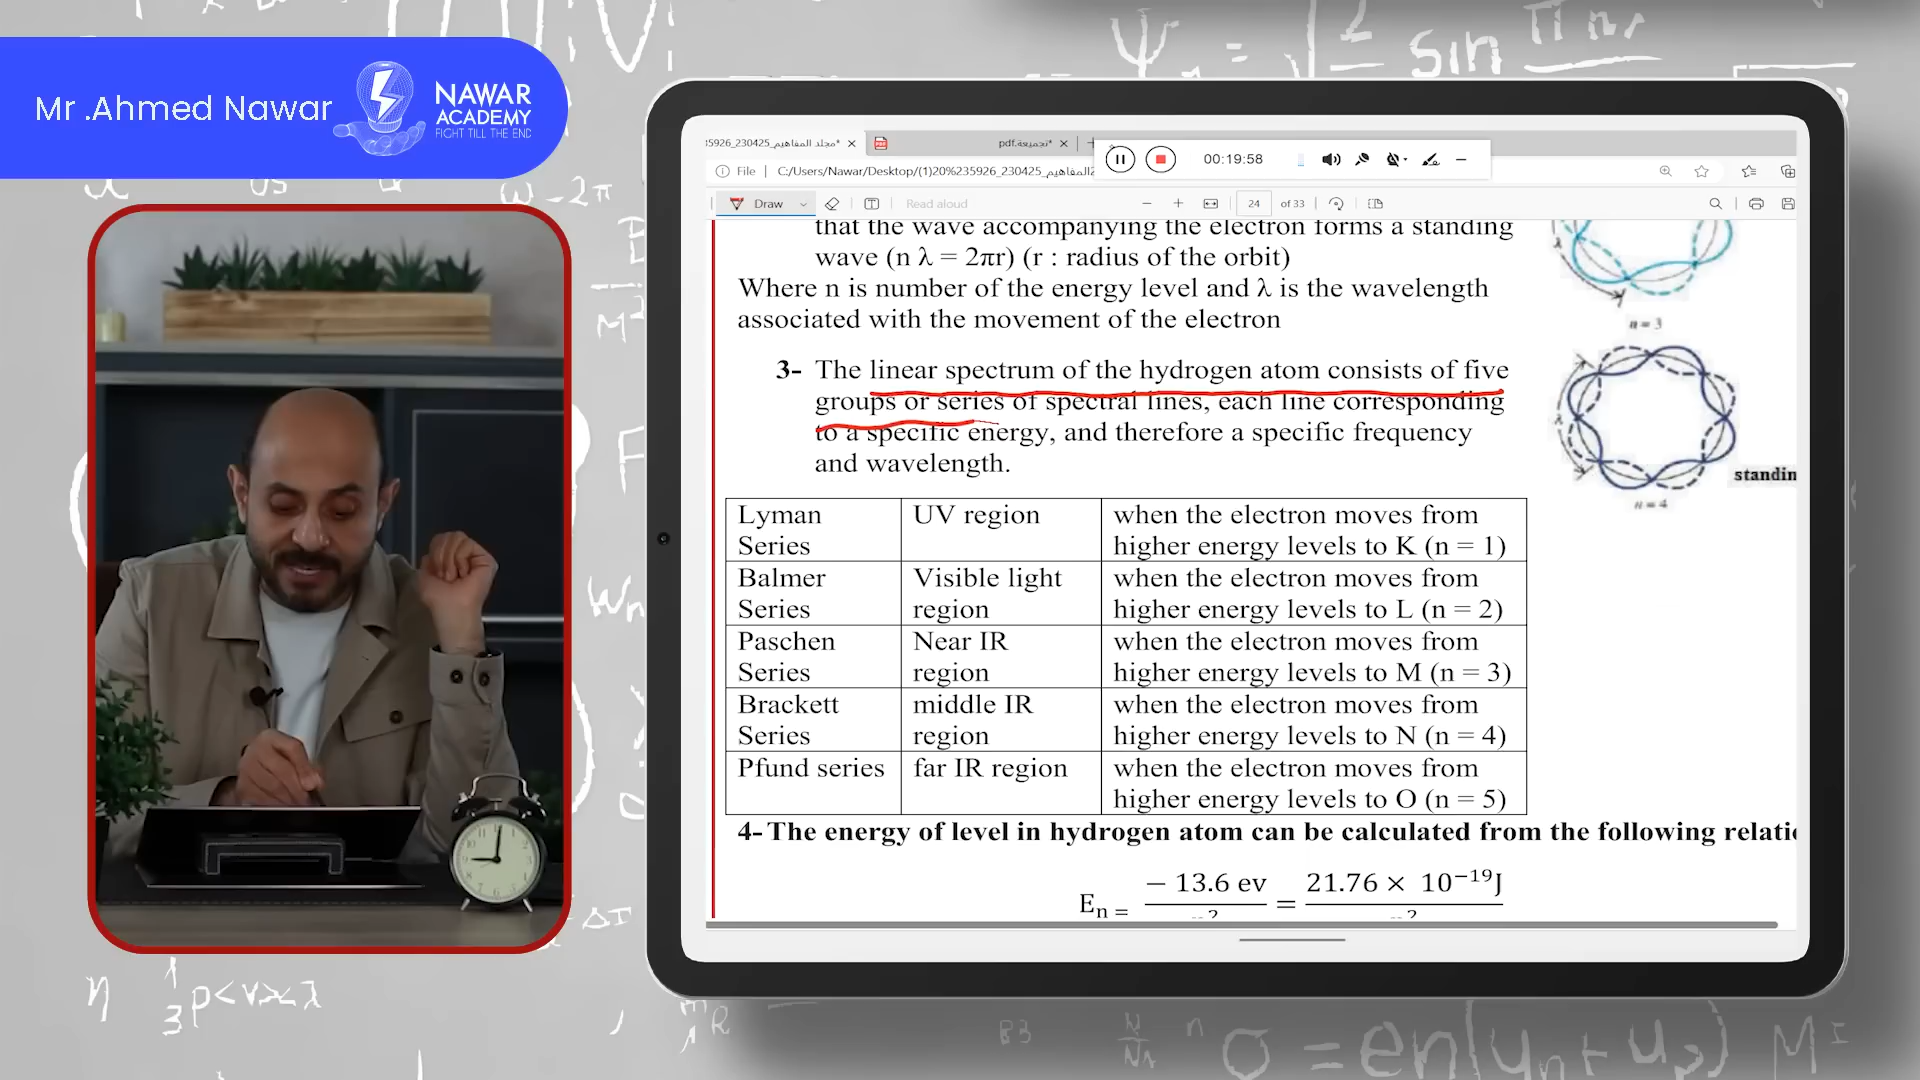 Mr .Ahmed Nawar
NAWAR
ACADEMY
FIGHT TILL THE END
00:19:58
File
C:/Users/Nawar/Desktop/(1)20%235926_230425_المفاهيم
Draw
Read aloud
24
of 33
that the wave accompanying the electron forms a standing
wave (n λ = 2πr) (r : radius of the orbit)
Where n is number of the energy level and λ is the wavelength
associated with the movement of the electron
n = 3
3- The linear spectrum of the hydrogen atom consists of five
groups or series of spectral lines, each line corresponding
to a specific energy, and therefore a specific frequency
and wavelength.
standin
n = 4
Lyman Series
UV region
when the electron moves from
higher energy levels to K (n = 1)
Balmer Series
Visible light region
when the electron moves from
higher energy levels to L (n = 2)
Paschen Series
Near IR region
when the electron moves from
higher energy levels to M (n = 3)
Brackett Series
middle IR region
when the electron moves from
higher energy levels to N (n = 4)
Pfund series
far IR region
when the electron moves from
higher energy levels to O (n = 5)
4- The energy of level in hydrogen atom can be calculated from the following relati
Eₙ = − 13.6 ev = 21.76 × 10⁻¹⁹J